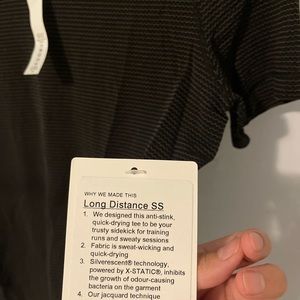 WHY WE MADE THIS
Long Distance SS
1. We designed this anti-stink,
quick-drying tee to be your
trusty sidekick for training
runs and sweaty sessions
2. Fabric is sweat-wicking and
quick-drying
3. Silverescent® technology,
powered by X-STATIC®, inhibits
the growth of odour-causing
bacteria on the garment
4. Our jacquard technique